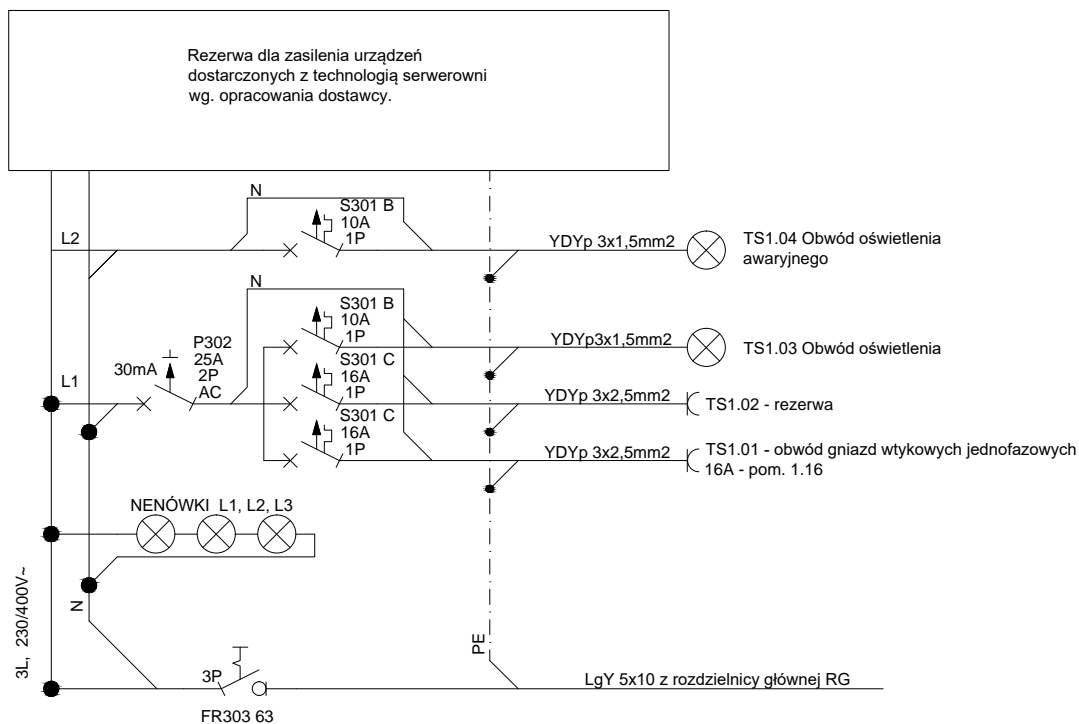 Rezerwa dla zasilenia urządzeń
dostarczonych z technologią serwerowni
wg. opracowania dostawcy.
N
S301 B
10A
1P
L2
YDYp 3x1,5mm2
TS1.04 Obwód oświetlenia
awaryjnego
N
S301 B
10A
1P
YDYp3x1,5mm2
TS1.03 Obwód oświetlenia
P302
25A
2P
AC
30mA
L1
S301 C
16A
1P
YDYp 3x2,5mm2
TS1.02 - rezerwa
S301 C
16A
1P
YDYp 3x2,5mm2
TS1.01 - obwód gniazd wtykowych jednofazowych
16A - pom. 1.16
NENÓWKI L1, L2, L3
3L, 230/400V~
N
PE
3P
FR303 63
LgY 5x10 z rozdzielnicy głównej RG